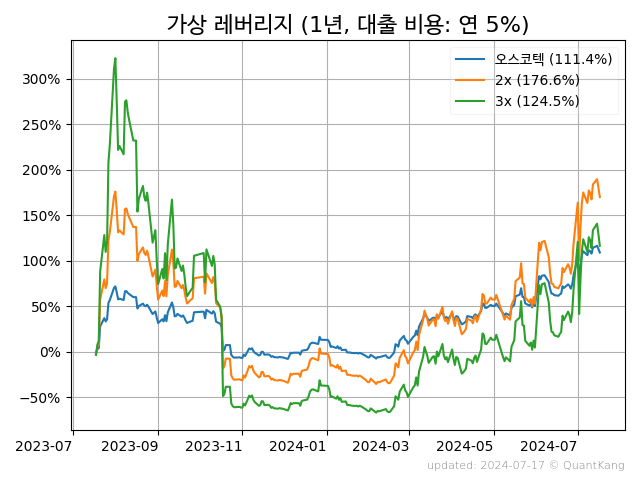 가상 레버리지 (1년, 대출 비용: 연 5%)
오스코텍 (111.4%)
2x (176.6%)
3x (124.5%)
300%
250%
200%
150%
100%
50%
0%
−50%
2023-07 2023-09 2023-11 2024-01 2024-03 2024-05 2024-07
updated: 2024-07-17 © QuantKang